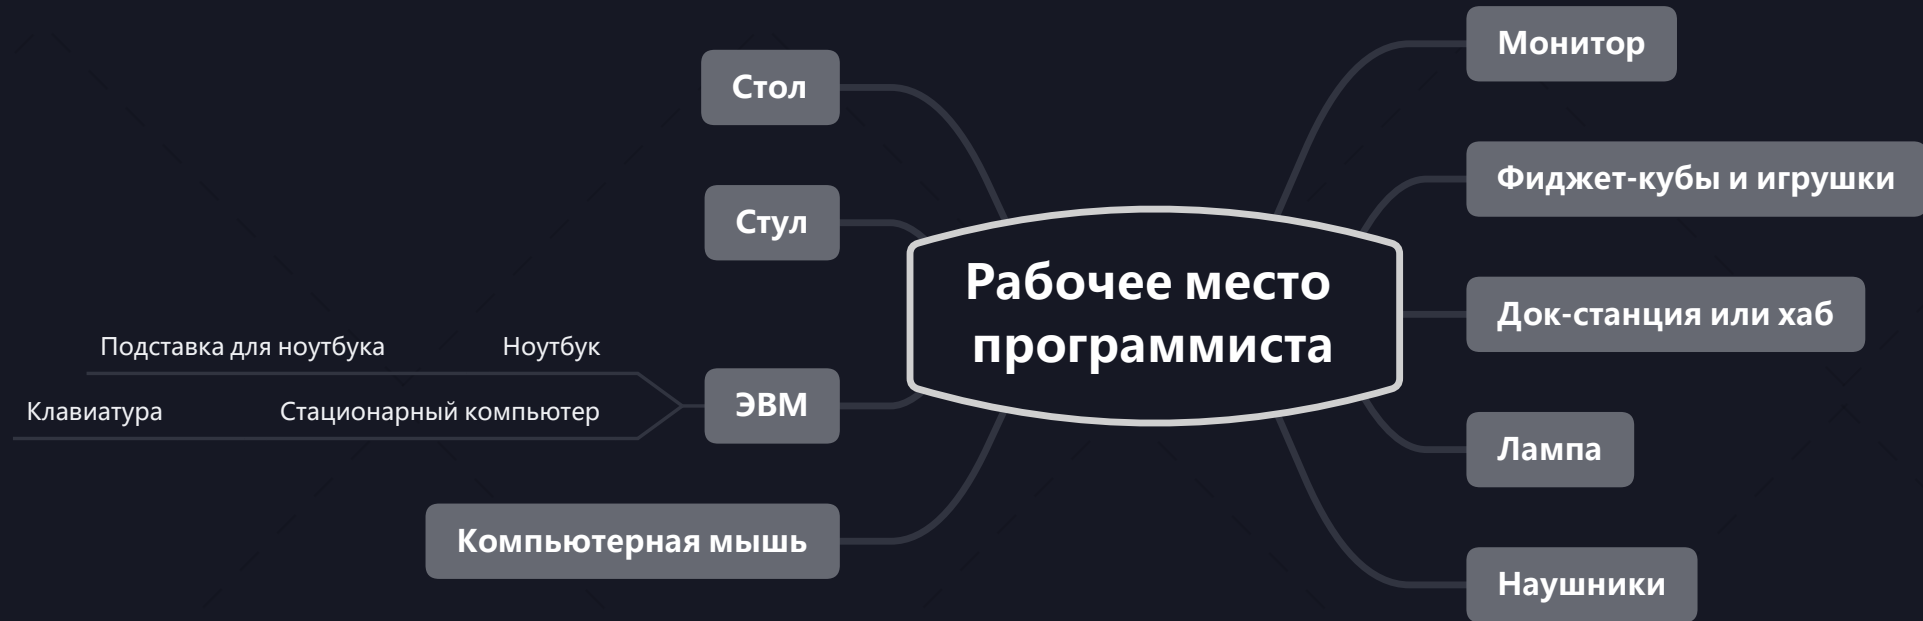 Рабочее место
программиста
Монитор
Фиджет-кубы и игрушки
Док-станция или хаб
Лампа
Наушники
Стол
Стул
ЭВМ
Ноутбук
Подставка для ноутбука
Стационарный компьютер
Клавиатура
Компьютерная мышь